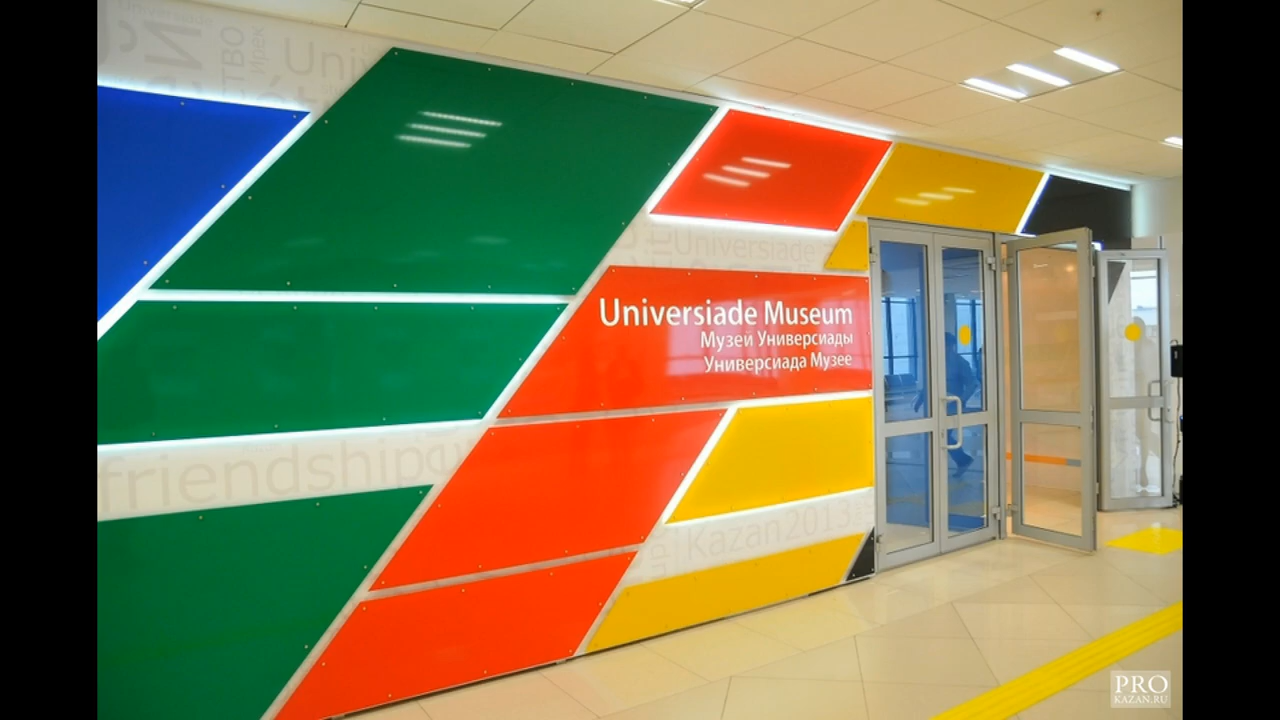 Universiade
Universiade Museum
Музей Универсиады
Универсиада Музее
friendship
Kazan2013
PRO
KAZAN.RU